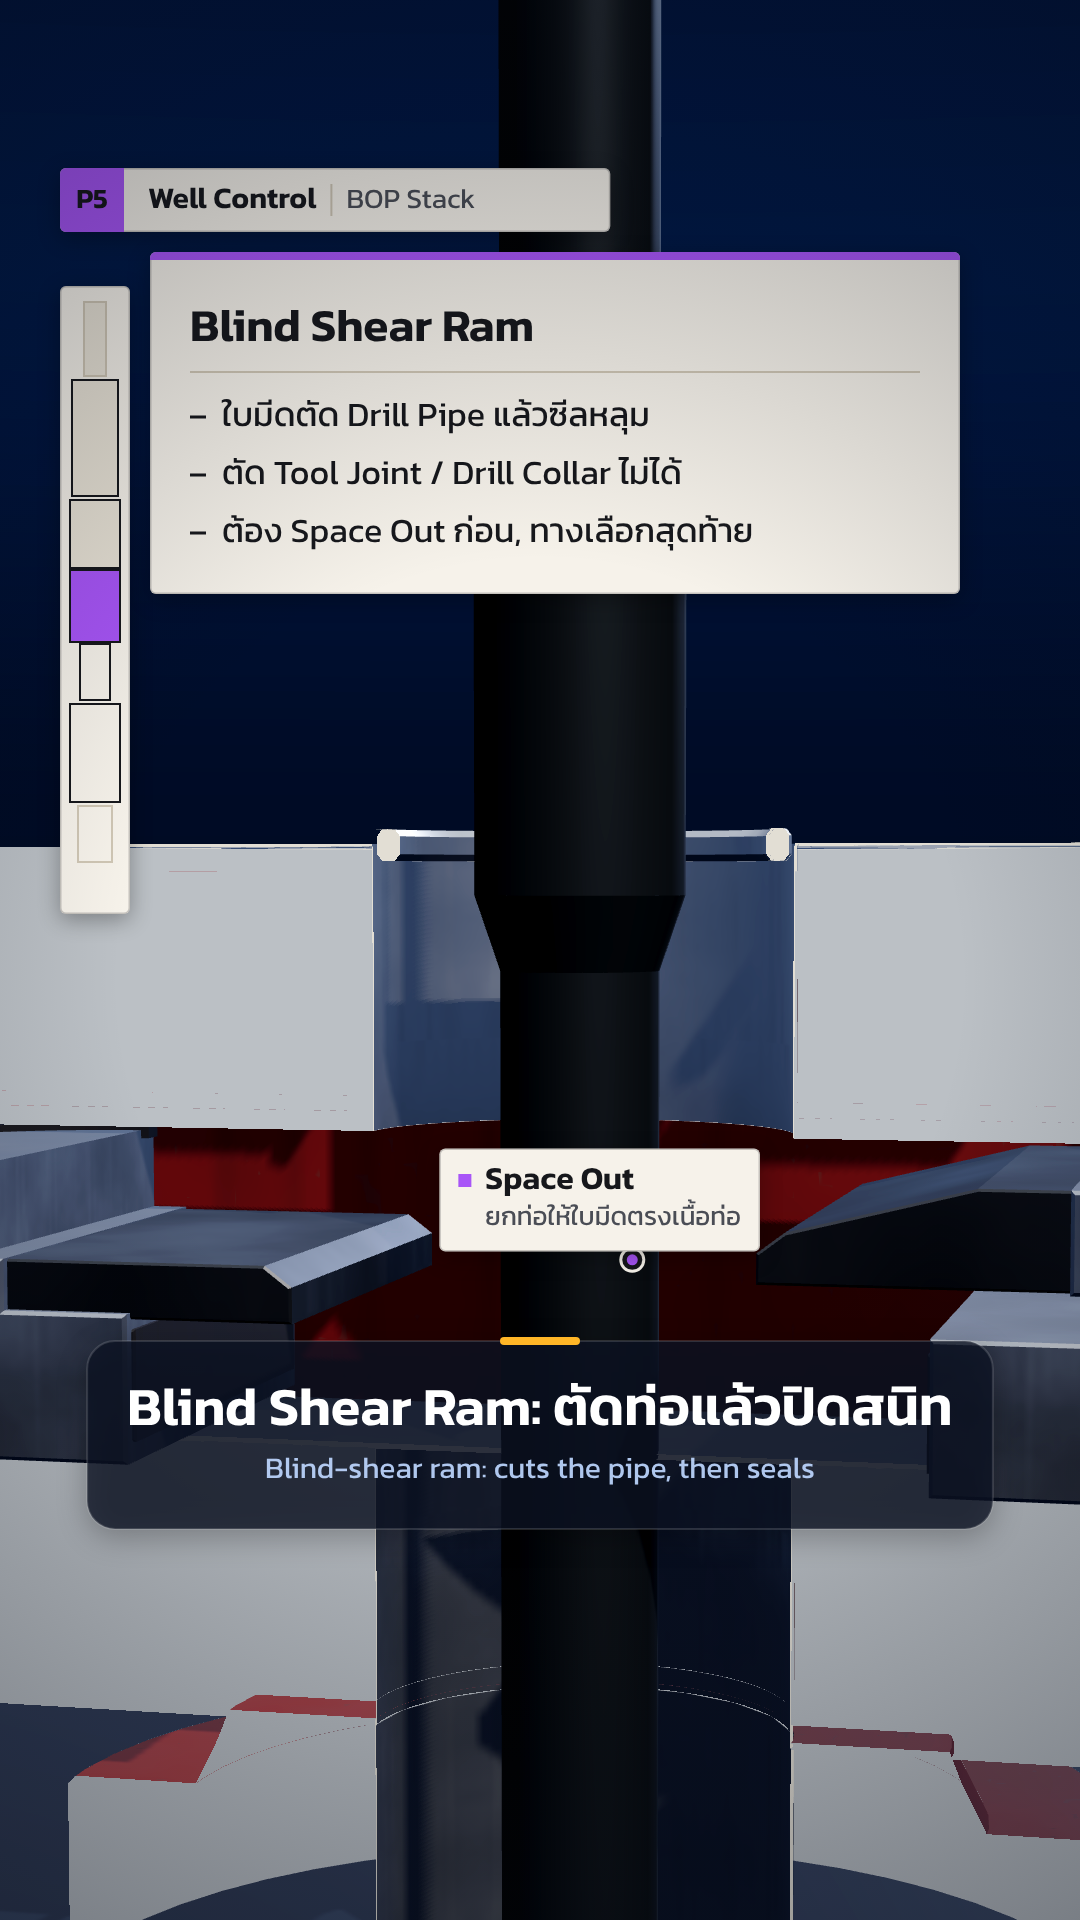 P5 Well Control | BOP Stack
Blind Shear Ram
– ใบมีดตัด Drill Pipe แล้วซีลหลุม
– ตัด Tool Joint / Drill Collar ไม่ได้
– ต้อง Space Out ก่อน, ทางเลือกสุดท้าย
Space Out
ยกท่อให้ใบมีดตรงเนื้อท่อ
Blind Shear Ram: ตัดท่อแล้วปิดสนิท
Blind-shear ram: cuts the pipe, then seals